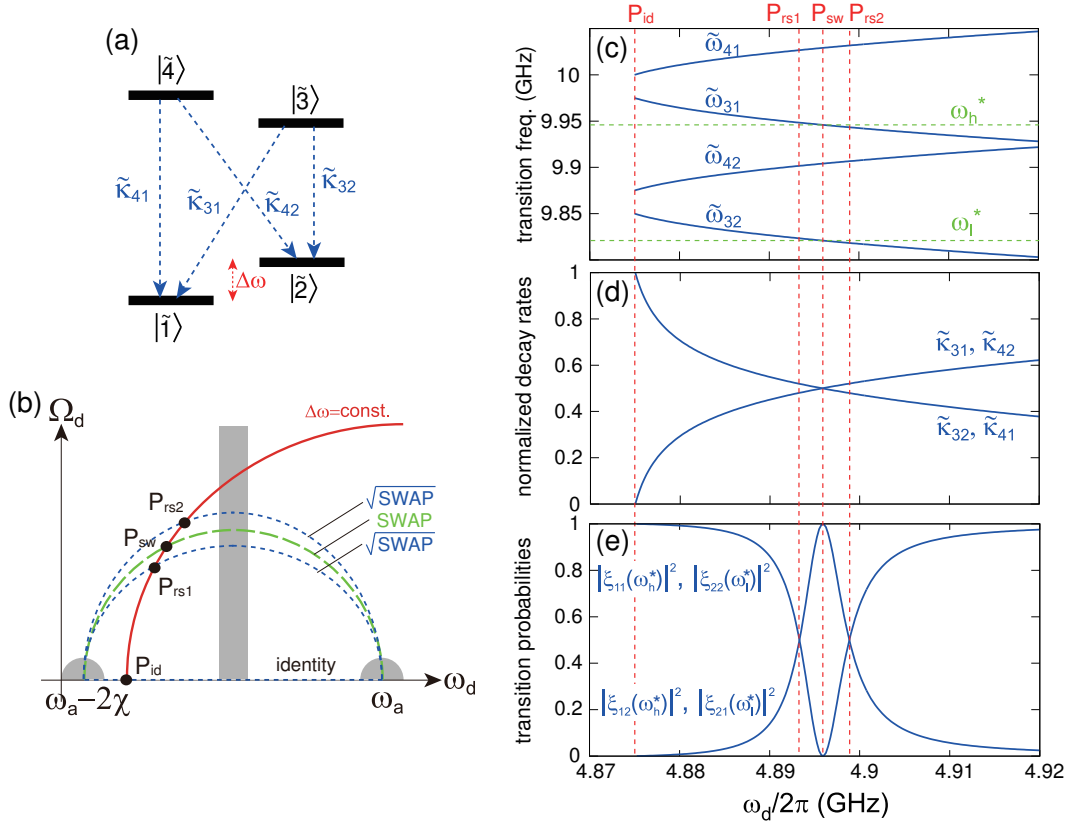 (a)
|4̃⟩
|3̃⟩
κ̃41
κ̃31
κ̃42
κ̃32
Δω
|2̃⟩
|1̃⟩
(b)
Ωd
Δω=const.
Prs2
√SWAP
Psw
SWAP
√SWAP
Prs1
Pid
identity
ωa−2χ
ωa
ωd
Pid
Prs1
Psw
Prs2
(c)
transition freq. (GHz)
10
9.95
9.9
9.85
ω̃41
ω̃31
ωh*
ω̃42
ω̃32
ωl*
(d)
normalized decay rates
1
0.8
0.6
0.4
0.2
0
κ̃31, κ̃42
κ̃32, κ̃41
(e)
transition probabilities
1
0.8
0.6
0.4
0.2
0
|ξ11(ωh*)|², |ξ22(ωl*)|²
|ξ12(ωh*)|², |ξ21(ωl*)|²
4.87
4.88
4.89
4.9
4.91
4.92
ωd/2π (GHz)